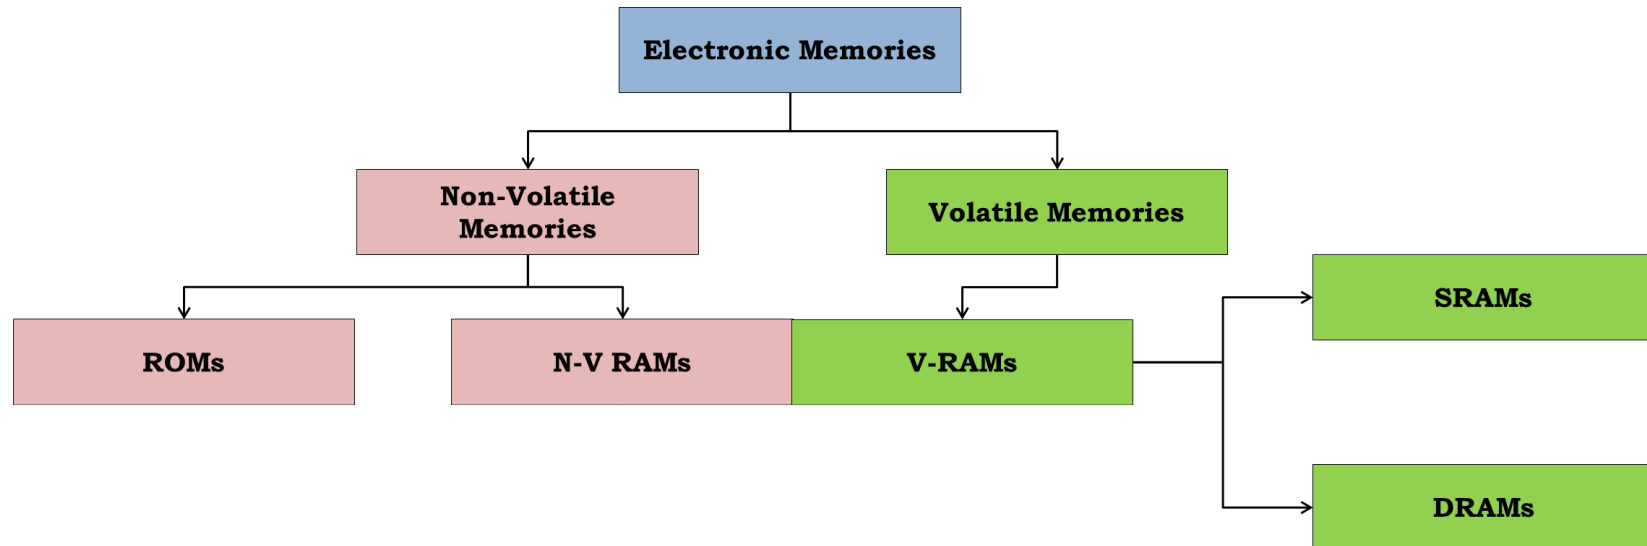 Electronic Memories
Non-Volatile
Memories
Volatile Memories
SRAMs
ROMs
N-V RAMs
V-RAMs
DRAMs